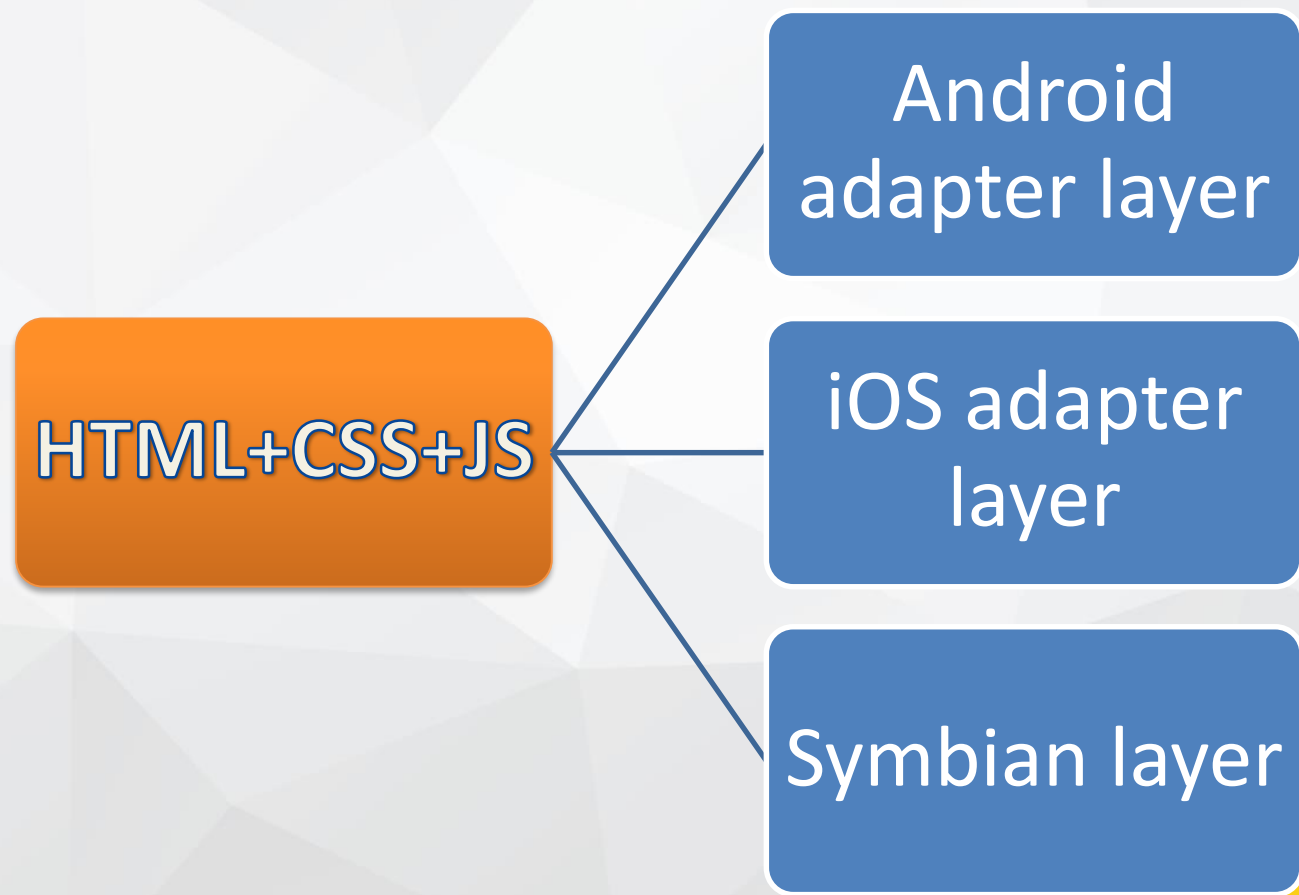 HTML+CSS+JS
Android
adapter layer
iOS adapter
layer
Symbian layer